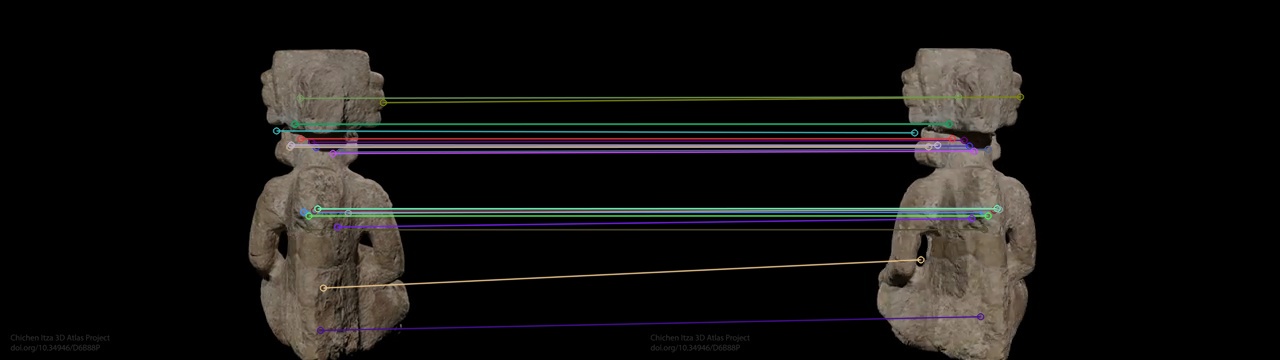 Chichen Itza 3D Atlas Project
doi.org/10.34946/D6B88P
Chichen Itza 3D Atlas Project
doi.org/10.34946/D6B88P